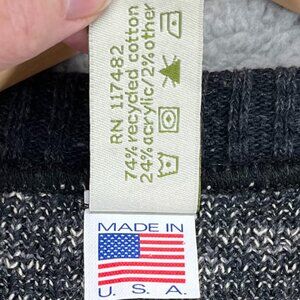 RN 117482
74% recycled cotton
24% acrylic/2% other
MADE IN
U. S. A.